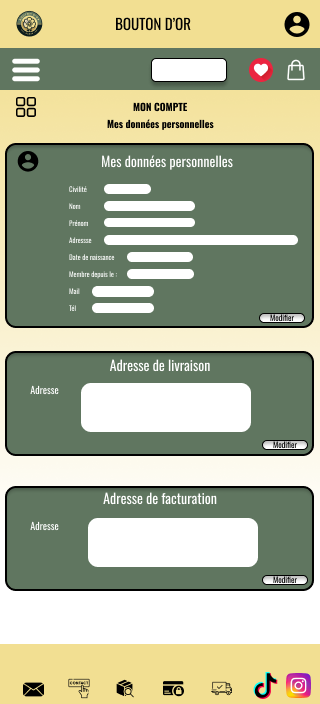 BOUTON D'OR
MON COMPTE
Mes données personnelles
Mes données personnelles
Civilité
Nom
Prénom
Adressse
Date de naissance
Membre depuis le :
Mail
Tél
Modifier
Adresse de livraison
Adresse
Modifier
Adresse de facturation
Adresse
Modifier
CONTACT